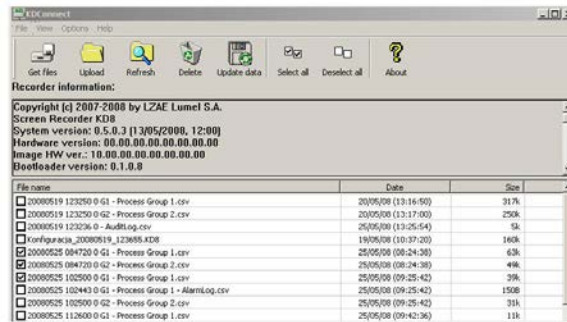 KDConnect
File View Options Help
Get files Upload Refresh Delete Update data Select all Deselect all About
Recorder information:
Copyright (c) 2007-2008 by LZAE Lumel S.A.
Screen Recorder KD8
System version: 0.5.0.3 (13/05/2008, 12:00)
Hardware version: 00.00.00.00.00.00.00.00
Image HW ver.: 10.00.00.00.00.00.00.00
Bootloader version: 0.1.0.8
File name Date Size
20080519 123250 0 G1 - Process Group 1.csv 20/05/08 (13:16:50) 317k
20080519 123250 0 G2 - Process Group 2.csv 20/05/08 (13:17:00) 250k
20080519 123236 0 - AuditLog.csv 25/05/08 (13:25:54) 5k
Konfiguracja_20080519_123655.KD8 19/05/08 (10:37:20) 160k
20080525 084720 0 G1 - Process Group 1.csv 25/05/08 (08:24:38) 63k
20080525 084720 0 G2 - Process Group 2.csv 25/05/08 (08:24:38) 49k
20080525 102500 0 G1 - Process Group 1.csv 25/05/08 (09:25:42) 39k
20080525 102443 0 G1 - Process Group 1 - AlarmLog.csv 25/05/08 (09:25:42) 150B
20080525 102500 0 G2 - Process Group 2.csv 25/05/08 (09:25:42) 31k
20080525 112600 0 G1 - Process Group 1.csv 25/05/08 (09:42:36) 11k